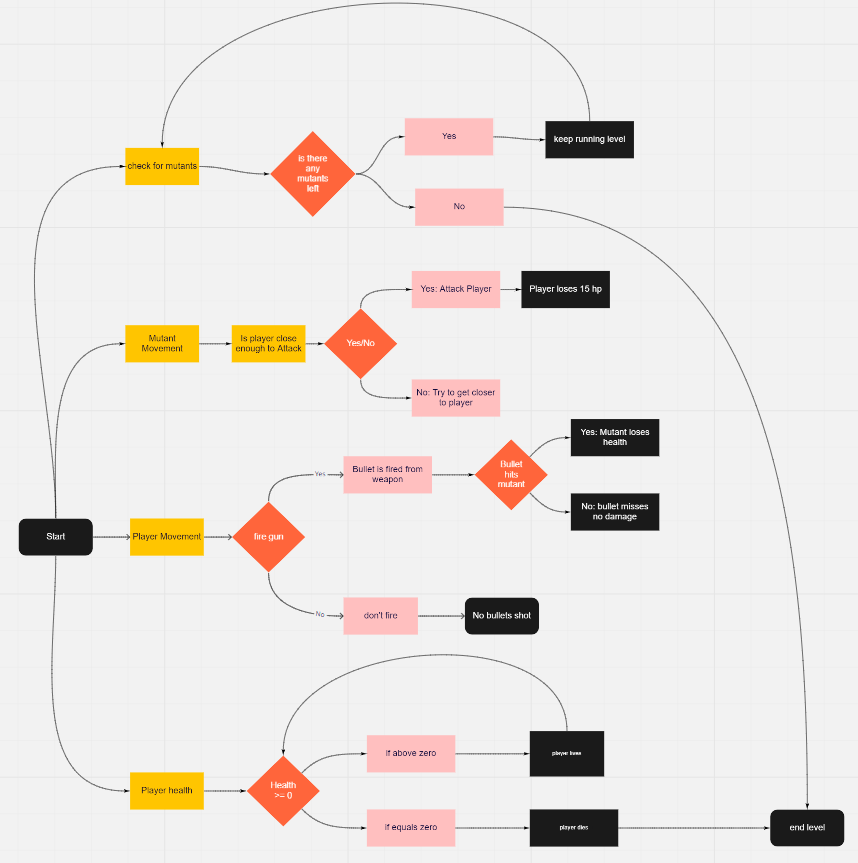 check for mutants
is there
any
mutants
left
Yes
keep running level
No
Mutant
Movement
Is player close
enough to Attack
Yes/No
Yes: Attack Player
Player loses 15 hp
No: Try to get closer
to player
Start
Player Movement
fire gun
Yes
Bullet is fired from
weapon
Bullet
hits
mutant
Yes: Mutant loses
health
No: bullet misses
no damage
No
don't fire
No bullets shot
Player health
Health
>= 0
if above zero
player lives
if equals zero
player dies
end level